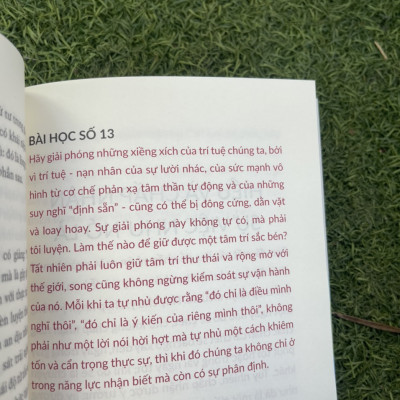 BÀI HỌC SỐ 13
Hãy giải phóng những xiềng xích của trí tuệ chúng ta, bởi
vì trí tuệ - nạn nhân của sự lười nhác, của sức mạnh vô
hình từ cơ chế phản xạ tâm thần tự động và của những
suy nghĩ "định sẵn" - cũng có thể bị đông cứng, dằn vặt
và loay hoay. Sự giải phóng này không tự có, mà phải
tôi luyện. Làm thế nào để giữ được một tâm trí sắc bén?
Tất nhiên phải luôn giữ tâm trí thư thái và rộng mở với
thế giới, song cũng không ngừng kiểm soát sự vận hành
của nó. Mỗi khi ta tự nhủ được rằng "đó chỉ là điều mình
nghĩ thôi", "đó chỉ là ý kiến của riêng mình thôi", không
phải như một lời nói hời hợt mà tự nhủ một cách khiêm
tốn và cẩn trọng thực sự, thì khi đó chúng ta không chỉ ở
trong năng lực nhận biết mà còn có sự phản định.